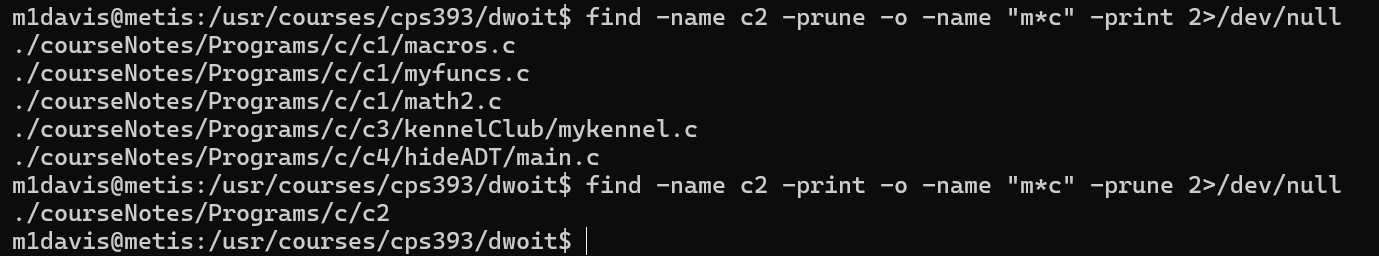 m1davis@metis:/usr/courses/cps393/dwoit$ find -name c2 -prune -o -name "m*c" -print 2>/dev/null
./courseNotes/Programs/c/c1/macros.c
./courseNotes/Programs/c/c1/myfuncs.c
./courseNotes/Programs/c/c1/math2.c
./courseNotes/Programs/c/c3/kennelClub/mykennel.c
./courseNotes/Programs/c/c4/hideADT/main.c
m1davis@metis:/usr/courses/cps393/dwoit$ find -name c2 -print -o -name "m*c" -prune 2>/dev/null
./courseNotes/Programs/c/c2
m1davis@metis:/usr/courses/cps393/dwoit$